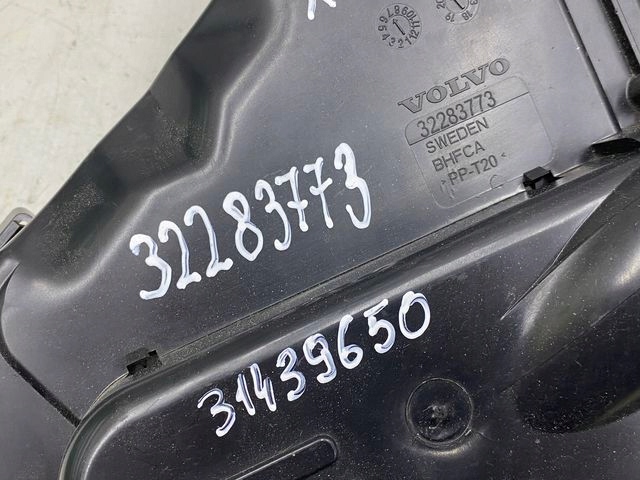 VOLVO
32283773
SWEDEN
BHFCA
>PP-T20<
32283773
31439650